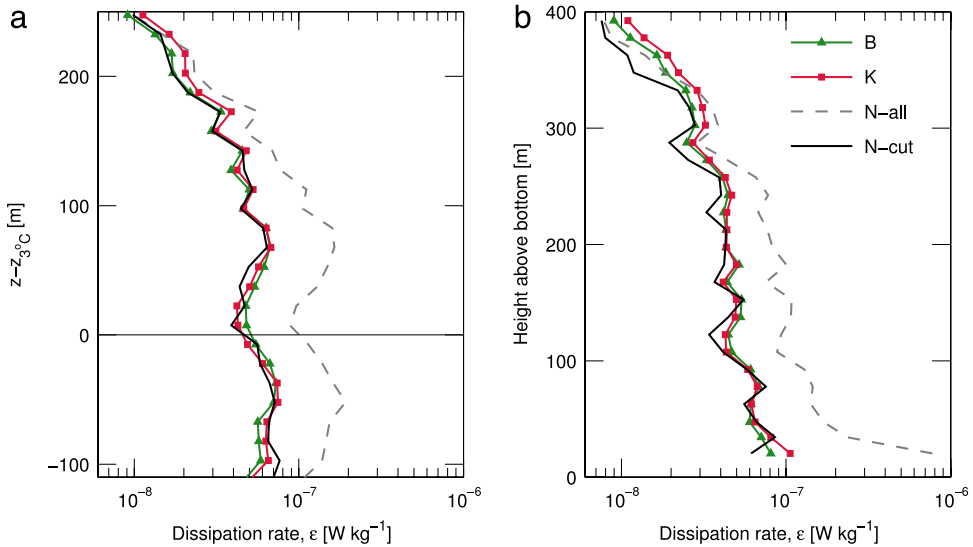 a
z−z3°C [m]
200
100
0
−100
10−8
10−7
10−6
Dissipation rate, ε [W kg−1]
b
Height above bottom [m]
400
300
200
100
0
10−8
10−7
10−6
Dissipation rate, ε [W kg−1]
B
K
N−all
N−cut